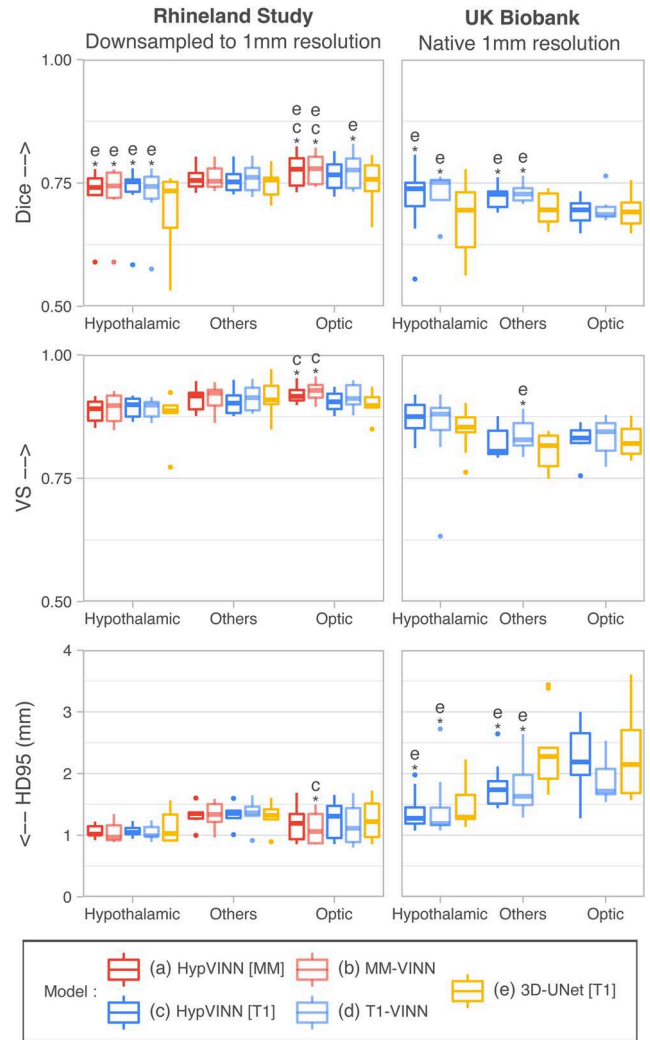 Rhineland Study
Downsampled to 1mm resolution
UK Biobank
Native 1mm resolution
Dice --->
1.00
0.75
0.50
e e e e
* * * *
e e
c c e
* * *
e e
* *
e e
* *
Hypothalamic Others Optic
Hypothalamic Others Optic
VS --->
1.00
0.75
0.50
c c
* *
e
*
Hypothalamic Others Optic
Hypothalamic Others Optic
<--- HD95 (mm)
4
3
2
1
0
c
*
e e
* *
e e
* *
Hypothalamic Others Optic
Hypothalamic Others Optic
Model :
(a) HypVINN [MM]
(b) MM-VINN
(c) HypVINN [T1]
(d) T1-VINN
(e) 3D-UNet [T1]